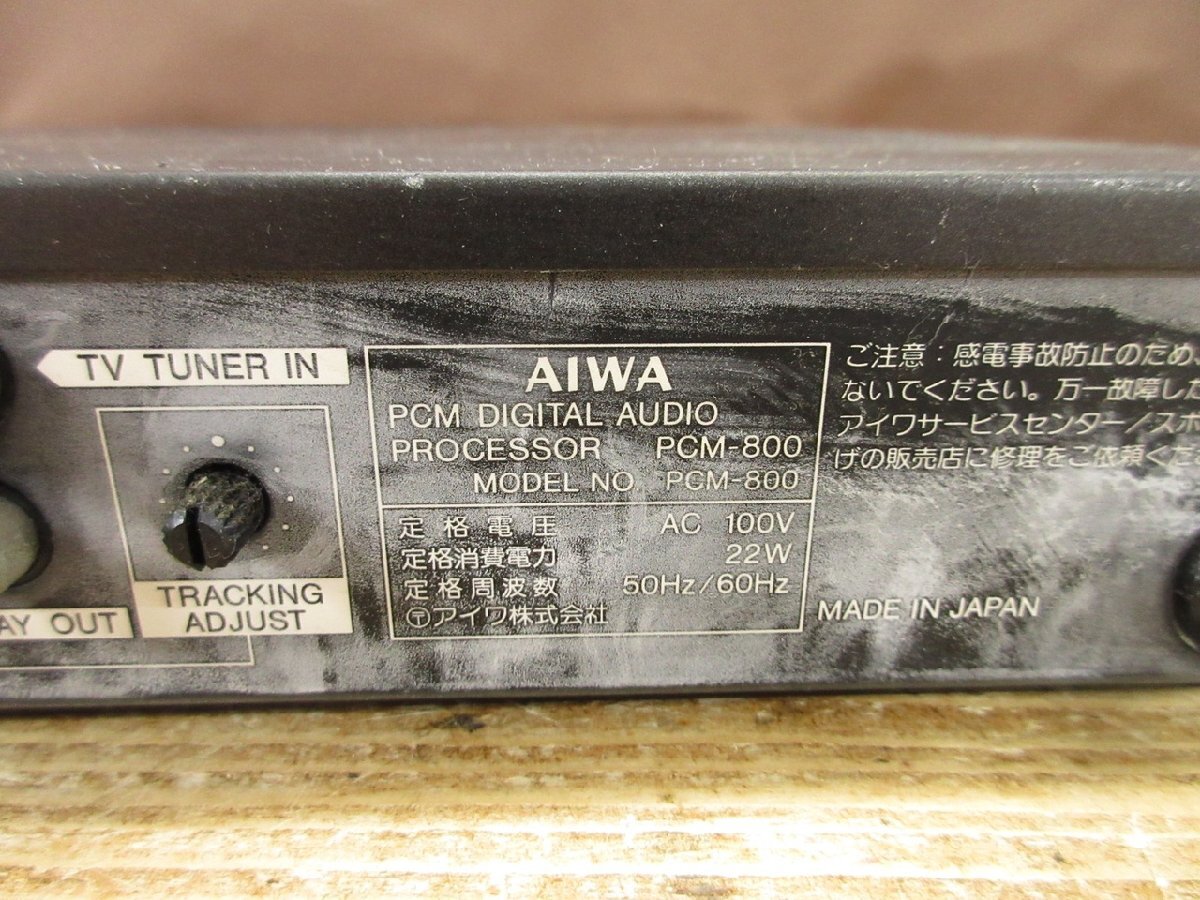 TV TUNER IN
TRACKING
ADJUST
AY OUT
AIWA
PCM DIGITAL AUDIO
PROCESSOR PCM-800
MODEL NO PCM-800
定格電圧 AC 100V
定格消費電力 22W
定格周波数 50Hz/60Hz
〒アイワ株式会社
MADE IN JAPAN
ご注意:感電事故防止のため
ないでください。万一故障した
アイワサービスセンター/スポ
げの販売店に修理をご依頼くださ